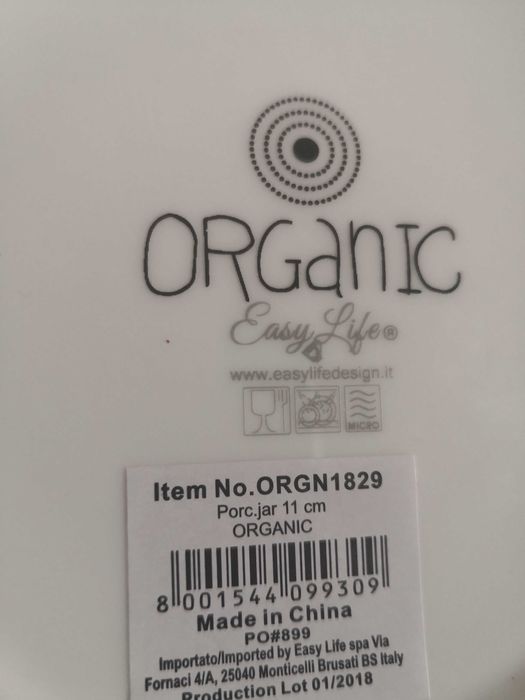 ORGanIC
Easy Life®
www.easylifedesign.it
MICRO
Item No.ORGN1829
Porc.jar 11 cm
ORGANIC
8 001544 099309
Made in China
PO#899
Importato/Imported by Easy Life spa Via
Fornaci 4/A, 25040 Monticelli Brusati BS Italy
Production Lot 01/2018